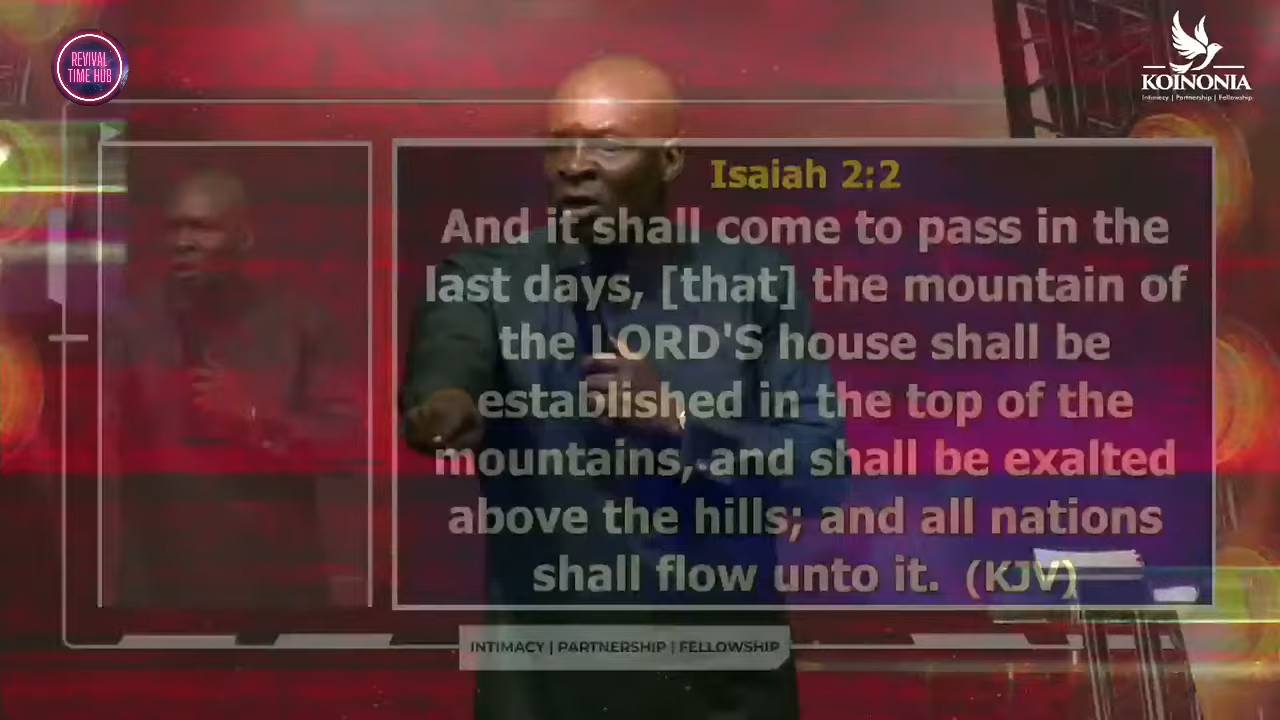 REVIVAL
TIME HUB
KOINONIA
Intimacy | Partnership | Fellowship
Isaiah 2:2
And it shall come to pass in the
last days, [that] the mountain of
the LORD'S house shall be
established in the top of the
mountains, and shall be exalted
above the hills; and all nations
shall flow unto it. (KJV)
INTIMACY | PARTNERSHIP | FELLOWSHIP